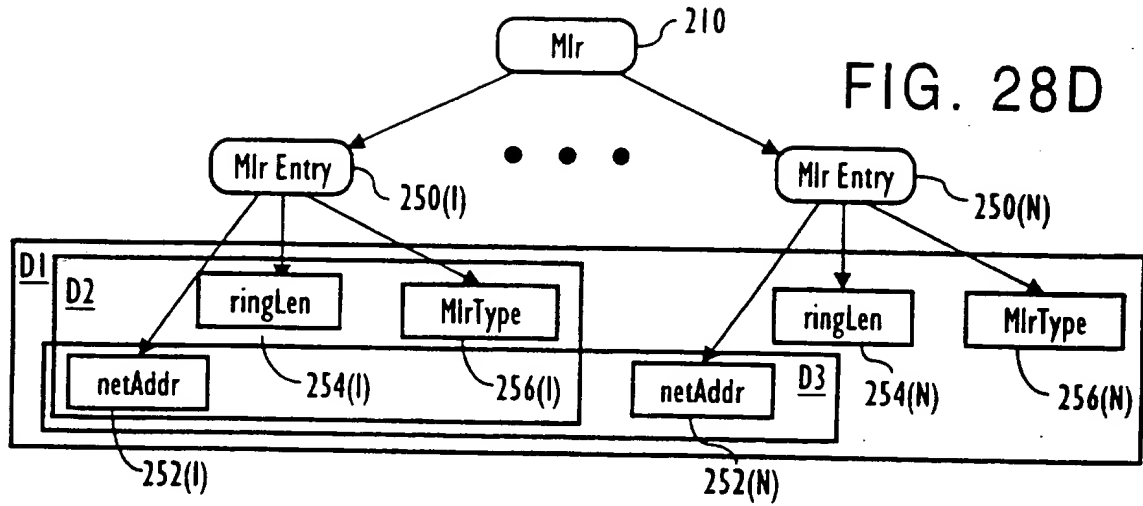 210
Mlr
FIG. 28D
Mlr Entry
250(I)
Mlr Entry
250(N)
D1
D2
ringLen
MlrType
ringLen
MlrType
netAddr
254(I)
256(I)
netAddr
D3
254(N)
256(N)
252(I)
252(N)